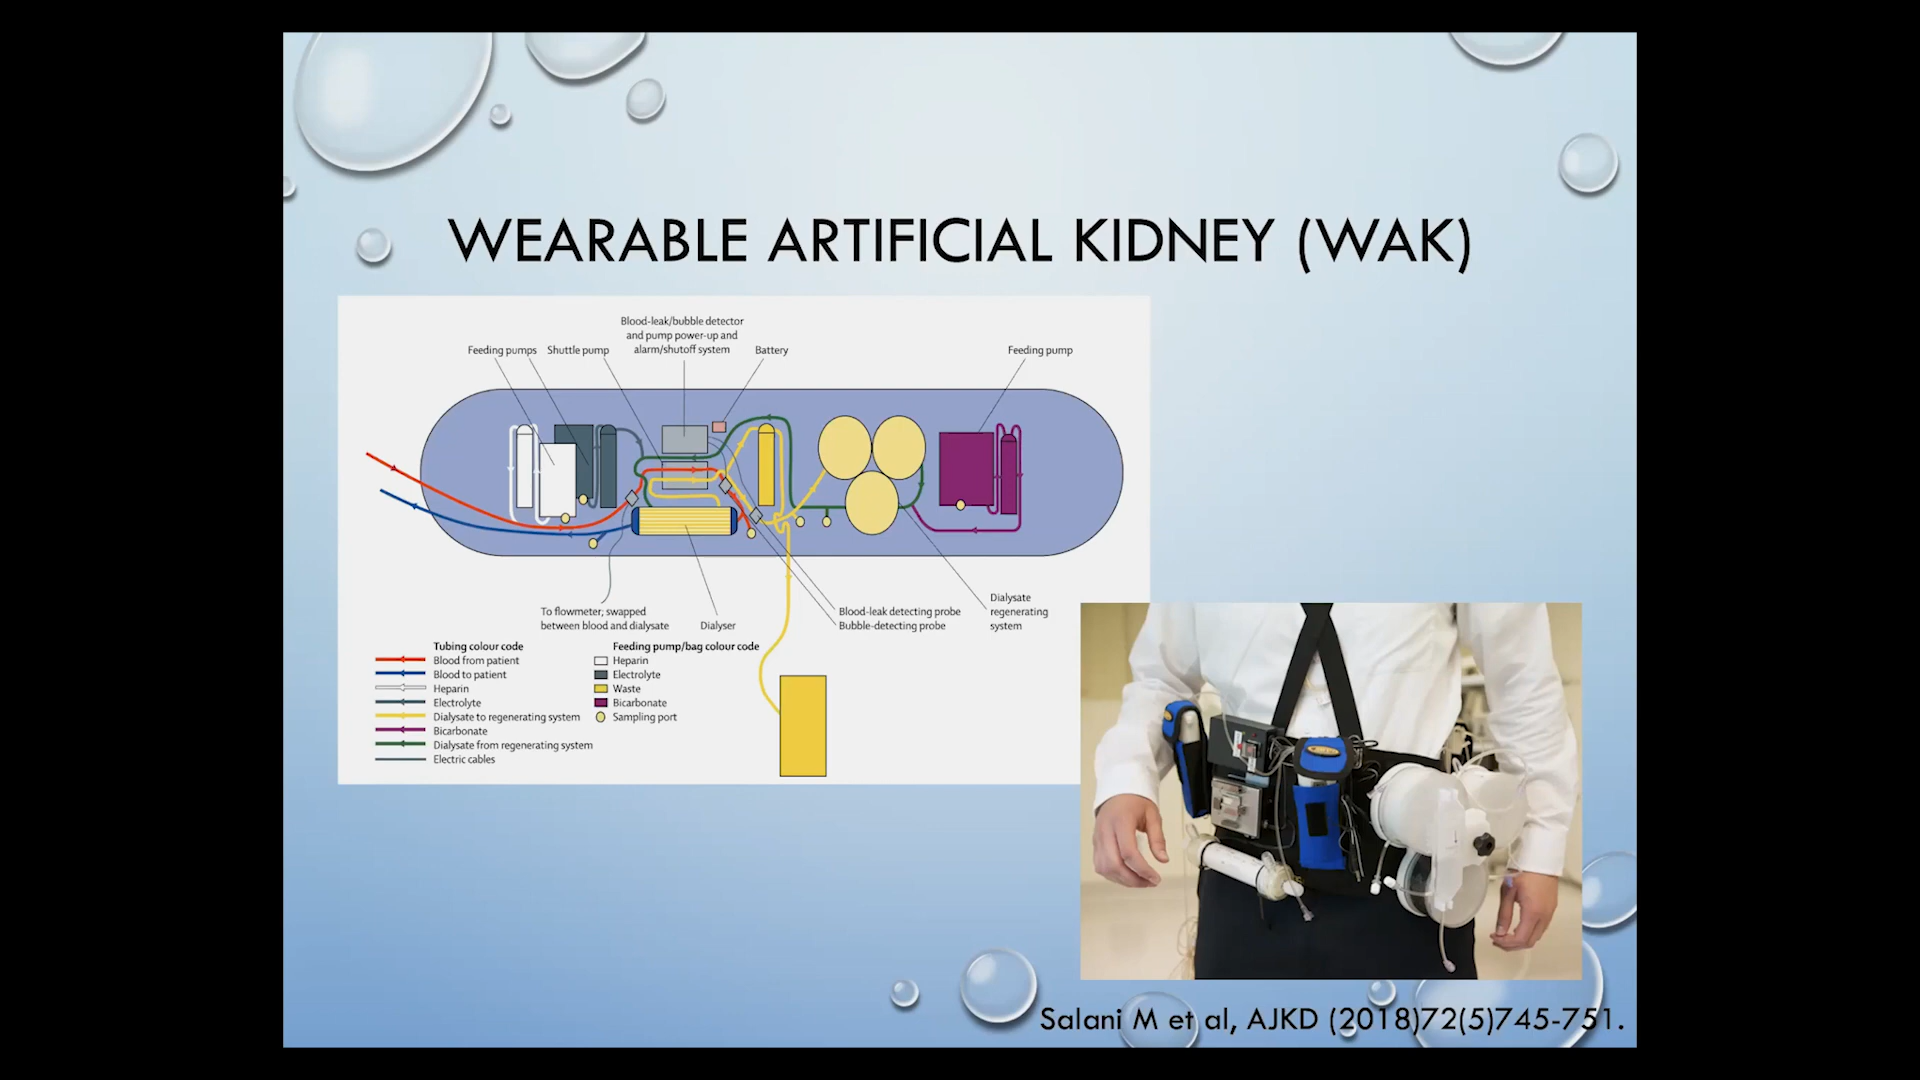 WEARABLE ARTIFICIAL KIDNEY (WAK)
Blood-leak/bubble detector
and pump power-up and
alarm/shutoff system
Feeding pumps
Shuttle pump
Battery
Feeding pump
To flowmeter; swapped
between blood and dialysate
Dialyser
Blood-leak detecting probe
Bubble-detecting probe
Dialysate
regenerating
system
Tubing colour code
Blood from patient
Blood to patient
Heparin
Electrolyte
Dialysate to regenerating system
Bicarbonate
Dialysate from regenerating system
Electric cables
Feeding pump/bag colour code
Heparin
Electrolyte
Waste
Bicarbonate
Sampling port
Salani M et al, AJKD (2018)72(5)745-751.